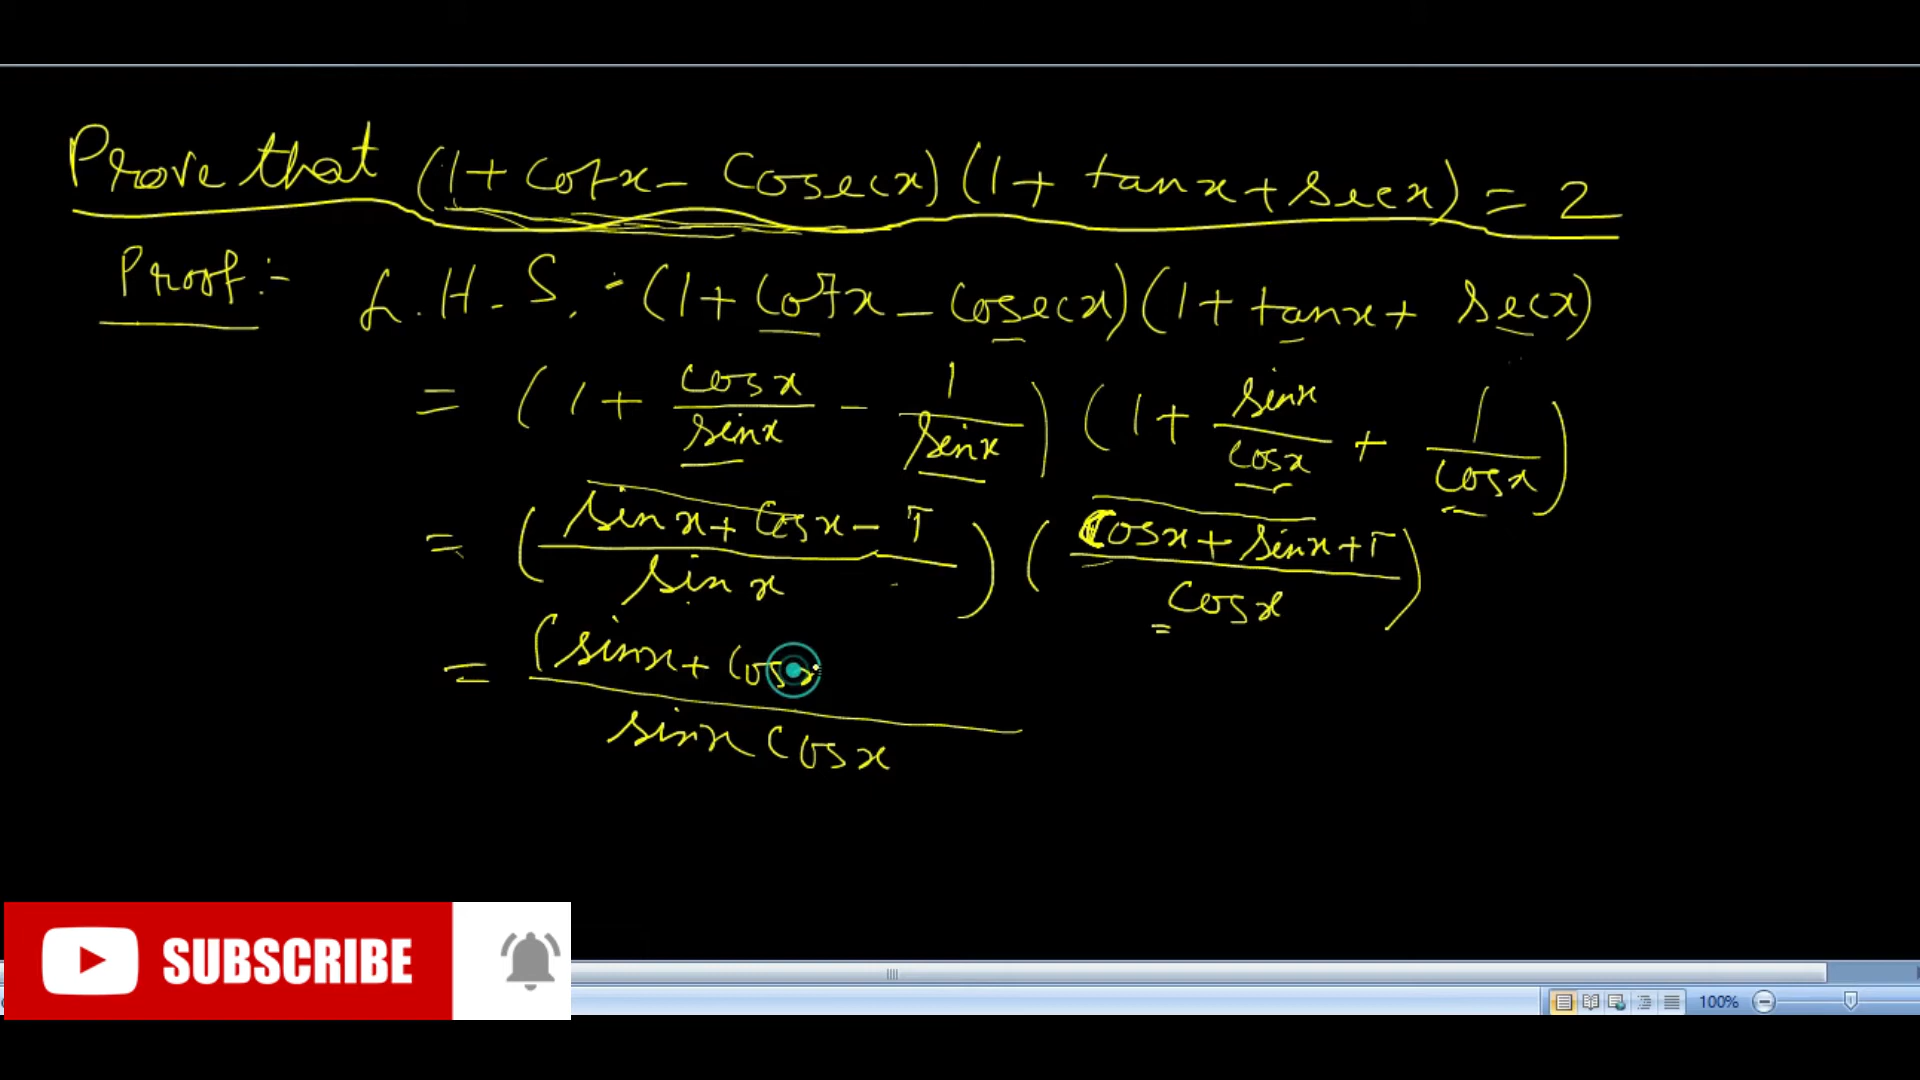 Prove that (1 + cotx - Cosecx)(1 + tanx + secx) = 2
Proof :- L.H.S. = (1 + Cotx - Cosecx)(1 + tanx + secx)
= (1 + cosx/sinx - 1/sinx)(1 + sinx/cosx + 1/cosx)
= ((sinx + Cosx - 1)/sinx)((Cosx + sinx + 1)/Cosx)
= (sinx + Cosx
sinx Cosx
SUBSCRIBE
100%